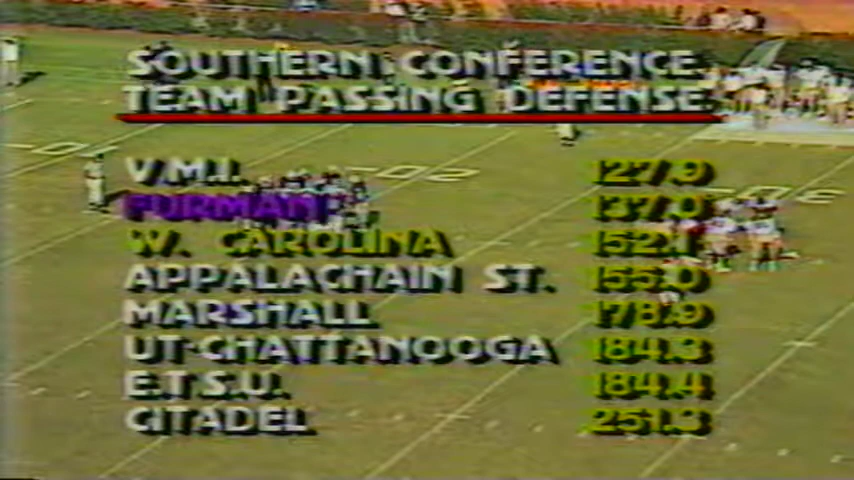 SOUTHERN CONFERENCE
TEAM PASSING DEFENSE
V.M.I. 127.9
FURMAN 137.0
W. CAROLINA 152.1
APPALACHAIN ST. 155.0
MARSHALL 178.9
UT-CHATTANOOGA 184.3
E.T.S.U. 184.4
CITADEL 251.3